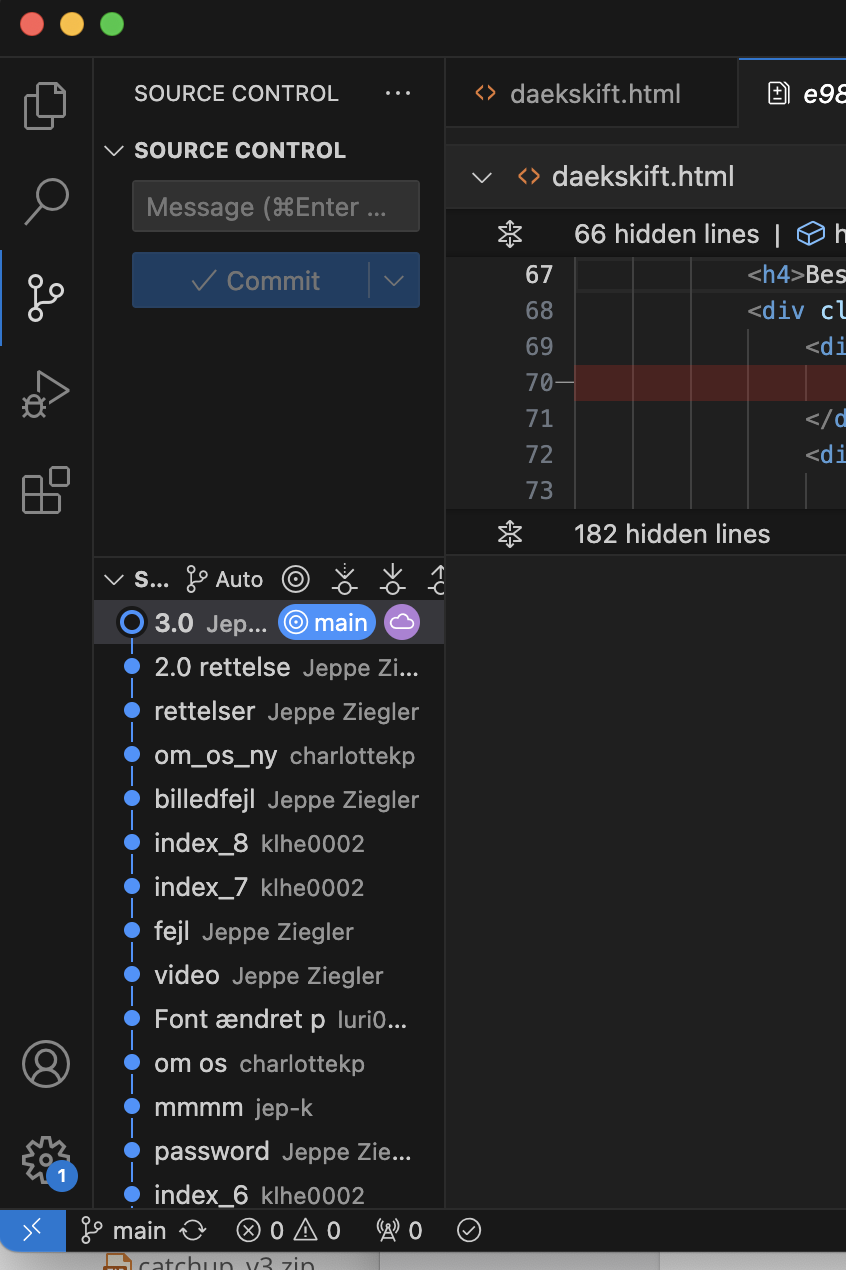 SOURCE CONTROL ...
SOURCE CONTROL
Message (⌘Enter ...
Commit
S... Auto
3.0 Jep... main
2.0 rettelse Jeppe Zi...
rettelser Jeppe Ziegler
om_os_ny charlottekp
billedfejl Jeppe Ziegler
index_8 klhe0002
index_7 klhe0002
fejl Jeppe Ziegler
video Jeppe Ziegler
Font ændret p luri0...
om os charlottekp
mmmm jep-k
password Jeppe Zie...
index_6 klhe0002
1
daekskift.html e98
daekskift.html
66 hidden lines | h
67 <h4>Bes
68 <div cl
69 <di
70
71 </d
72 <di
73
182 hidden lines
main 0 0 0
catchup_v3.zip